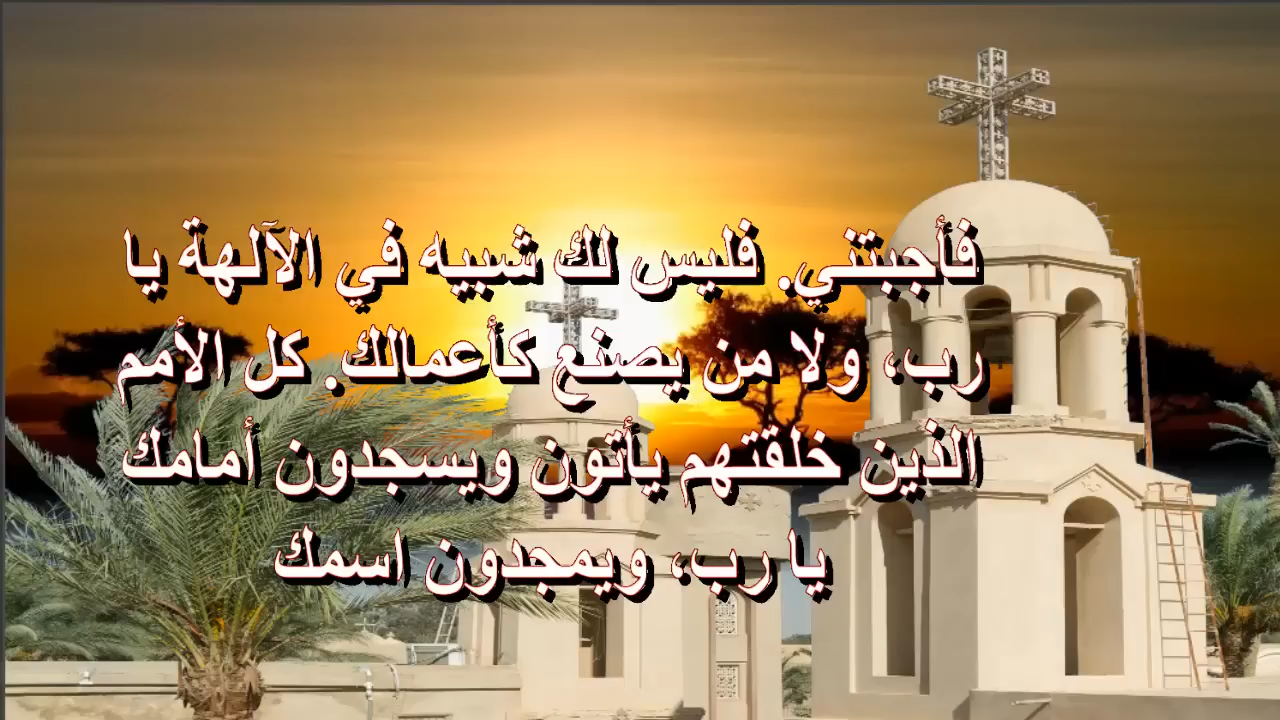 فأجبتني. فليس لك شبيه في الآلهة يا
رب، ولا من يصنع كأعمالك. كل الأمم
الذين خلقتهم يأتون ويسجدون أمامك
يا رب، ويمجدون اسمك